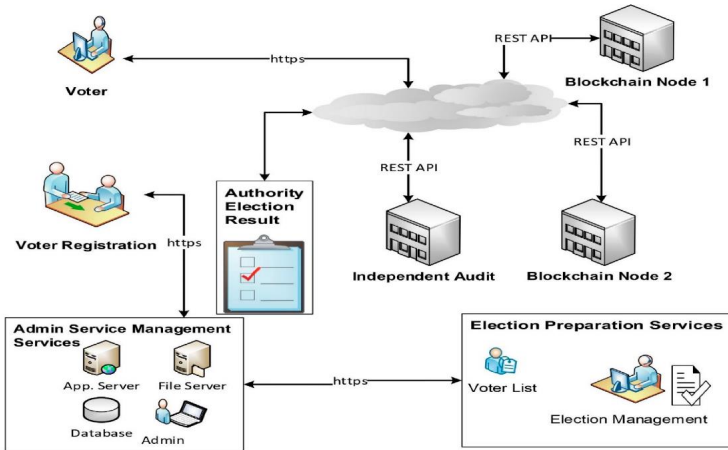 REST API
https
Blockchain Node 1
Voter
REST API
REST API
Authority
Election
Result
Voter Registration
https
Independent Audit
Blockchain Node 2
Admin Service Management
Services
App. Server
File Server
Database
Admin
https
Election Preparation Services
Voter List
Election Management